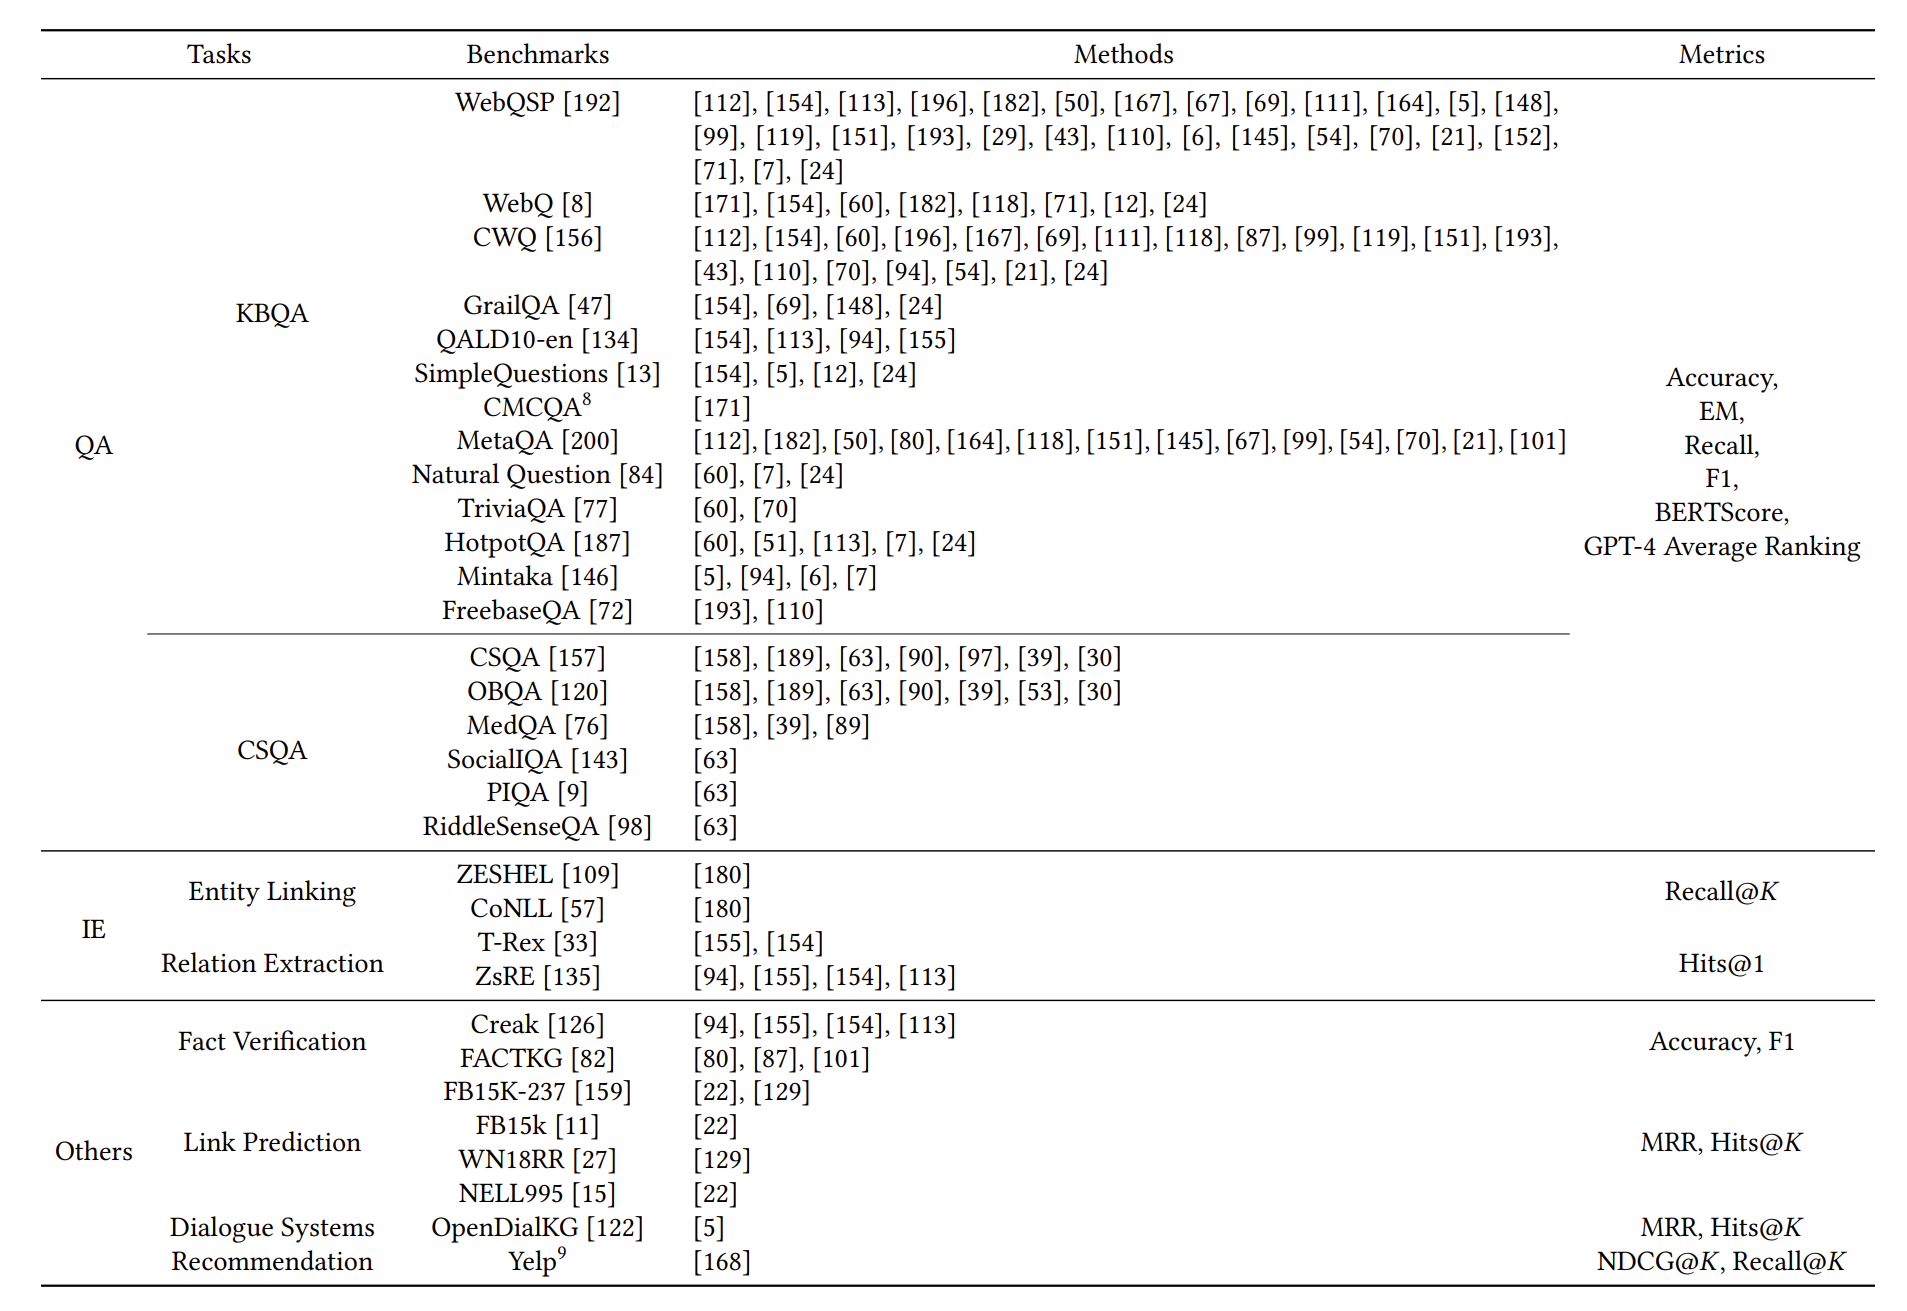 Tasks Benchmarks Methods Metrics
WebQSP [192] [112], [154], [113], [196], [182], [50], [167], [67], [69], [111], [164], [5], [148],
[99], [119], [151], [193], [29], [43], [110], [6], [145], [54], [70], [21], [152],
[71], [7], [24]
WebQ [8] [171], [154], [60], [182], [118], [71], [12], [24]
CWQ [156] [112], [154], [60], [196], [167], [69], [111], [118], [87], [99], [119], [151], [193],
[43], [110], [70], [94], [54], [21], [24]
GrailQA [47] [154], [69], [148], [24]
KBQA
QALD10-en [134] [154], [113], [94], [155]
SimpleQuestions [13] [154], [5], [12], [24]
Accuracy,
CMCQA8 [171]
EM,
QA MetaQA [200] [112], [182], [50], [80], [164], [118], [151], [145], [67], [99], [54], [70], [21], [101] Recall,
Natural Question [84] [60], [7], [24] F1,
TriviaQA [77] [60], [70] BERTScore,
HotpotQA [187] [60], [51], [113], [7], [24] GPT-4 Average Ranking
Mintaka [146] [5], [94], [6], [7]
FreebaseQA [72] [193], [110]
CSQA [157] [158], [189], [63], [90], [97], [39], [30]
OBQA [120] [158], [189], [63], [90], [39], [53], [30]
MedQA [76] [158], [39], [89]
CSQA
SocialIQA [143] [63]
PIQA [9] [63]
RiddleSenseQA [98] [63]
ZESHEL [109] [180]
Entity Linking Recall@K
CoNLL [57] [180]
IE
T-Rex [33] [155], [154]
Relation Extraction Hits@1
ZsRE [135] [94], [155], [154], [113]
Creak [126] [94], [155], [154], [113]
Fact Verification Accuracy, F1
FACTKG [82] [80], [87], [101]
FB15K-237 [159] [22], [129]
FB15k [11] [22]
Link Prediction MRR, Hits@K
Others
WN18RR [27] [129]
NELL995 [15] [22]
Dialogue Systems OpenDialKG [122] [5] MRR, Hits@K
Recommendation Yelp9 [168] NDCG@K, Recall@K